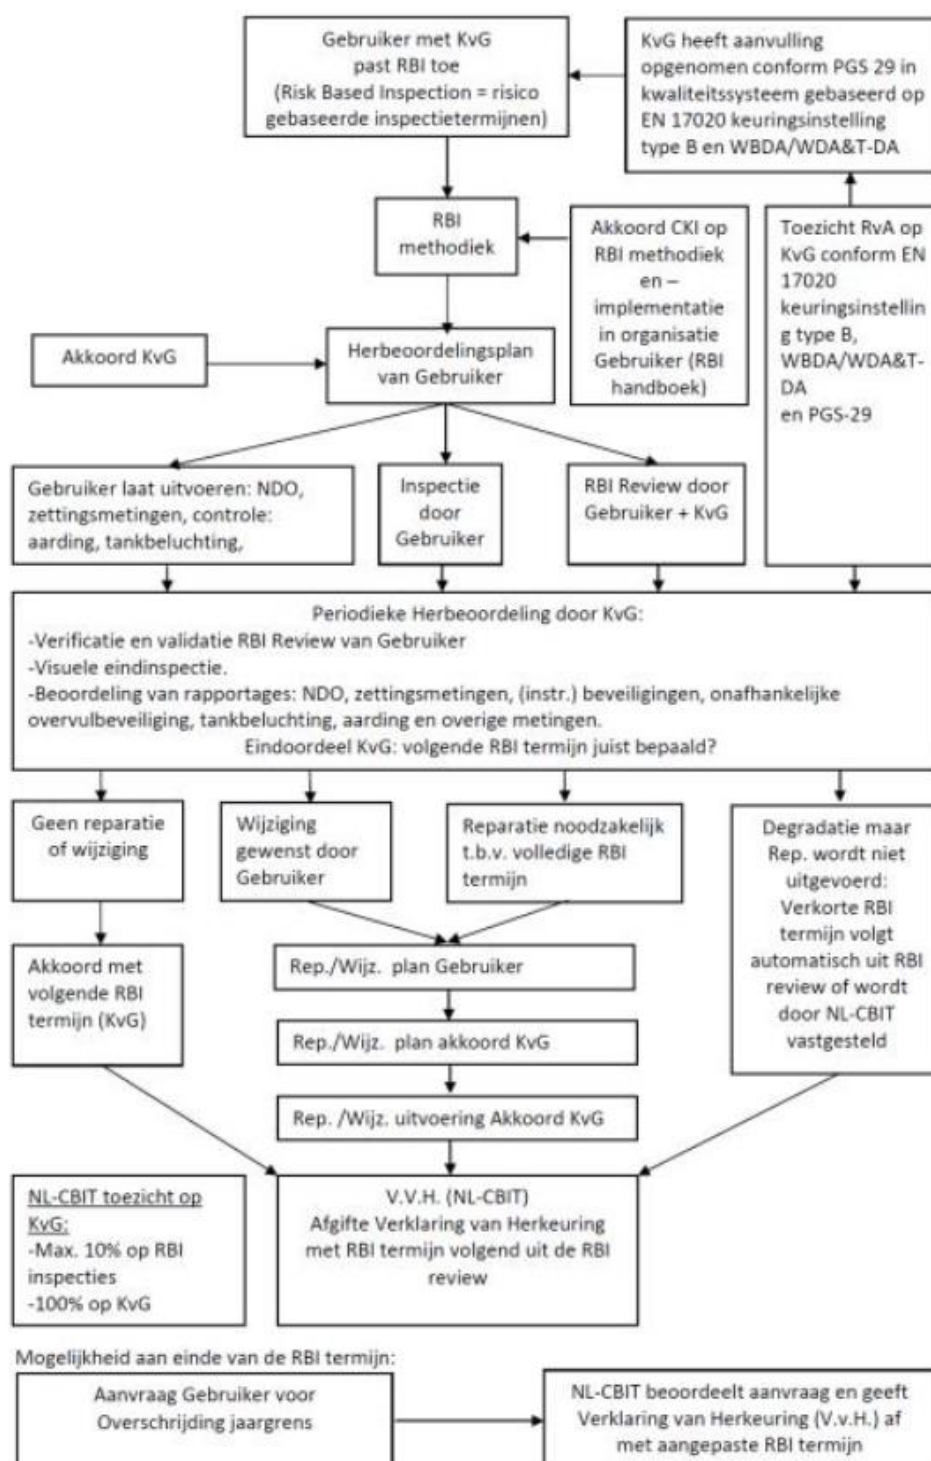 Gebruiker met KvG
past RBI toe
(Risk Based Inspection = risico
gebaseerde inspectietermijnen)
KvG heeft aanvulling
opgenomen conform PGS 29 in
kwaliteitssysteem gebaseerd op
EN 17020 keuringsinstelling
type B en WBDA/WDA&T-DA
RBI
methodiek
Akkoord CKI op
RBI methodiek
en –
implementatie
in organisatie
Gebruiker (RBI
handboek)
Toezicht RvA op
KvG conform EN
17020
keuringsinstellin
g type B,
WBDA/WDA&T-
DA
en PGS-29
Akkoord KvG
Herbeoordelingsplan
van Gebruiker
Gebruiker laat uitvoeren: NDO,
zettingsmetingen, controle:
aarding, tankbeluchting,
Inspectie
door
Gebruiker
RBI Review door
Gebruiker + KvG
Periodieke Herbeoordeling door KvG:
-Verificatie en validatie RBI Review van Gebruiker
-Visuele eindinspectie.
-Beoordeling van rapportages: NDO, zettingsmetingen, (instr.) beveiligingen, onafhankelijke
overvulbeveiliging, tankbeluchting, aarding en overige metingen.
Eindoordeel KvG: volgende RBI termijn juist bepaald?
Geen reparatie
of wijziging
Wijziging
gewenst door
Gebruiker
Reparatie noodzakelijk
t.b.v. volledige RBI
termijn
Degradatie maar
Rep. wordt niet
uitgevoerd:
Verkorte RBI
termijn volgt
automatisch uit RBI
review of wordt
door NL-CBIT
vastgesteld
Akkoord met
volgende RBI
termijn (KvG)
Rep./Wijz. plan Gebruiker
Rep./Wijz. plan akkoord KvG
Rep. /Wijz. uitvoering Akkoord KvG
NL-CBIT toezicht op
KvG:
-Max. 10% op RBI
inspecties
-100% op KvG
V.V.H. (NL-CBIT)
Afgifte Verklaring van Herkeuring
met RBI termijn volgend uit de RBI
review
Mogelijkheid aan einde van de RBI termijn:
Aanvraag Gebruiker voor
Overschrijding jaargrens
NL-CBIT beoordeelt aanvraag en geeft
Verklaring van Herkeuring (V.v.H.) af
met aangepaste RBI termijn